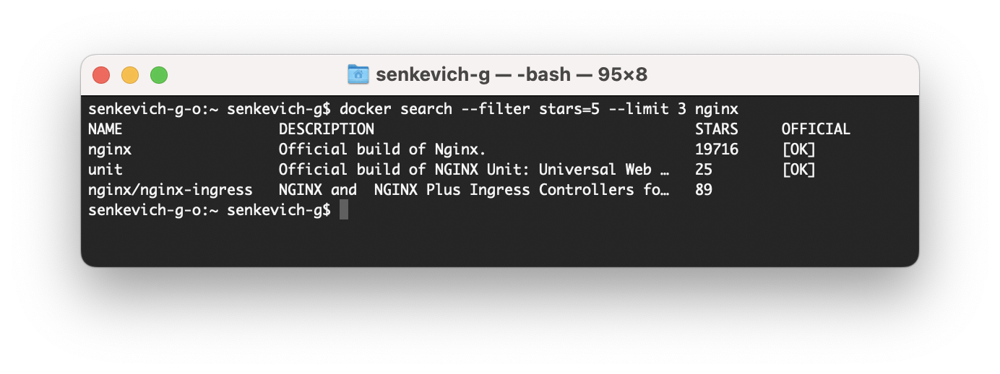 senkevich-g — -bash — 95×8
senkevich-g-o:~ senkevich-g$ docker search --filter stars=5 --limit 3 nginx
NAME                  DESCRIPTION                                     STARS     OFFICIAL
nginx                 Official build of Nginx.                        19716     [OK]
unit                  Official build of NGINX Unit: Universal Web …   25        [OK]
nginx/nginx-ingress   NGINX and  NGINX Plus Ingress Controllers fo…   89
senkevich-g-o:~ senkevich-g$